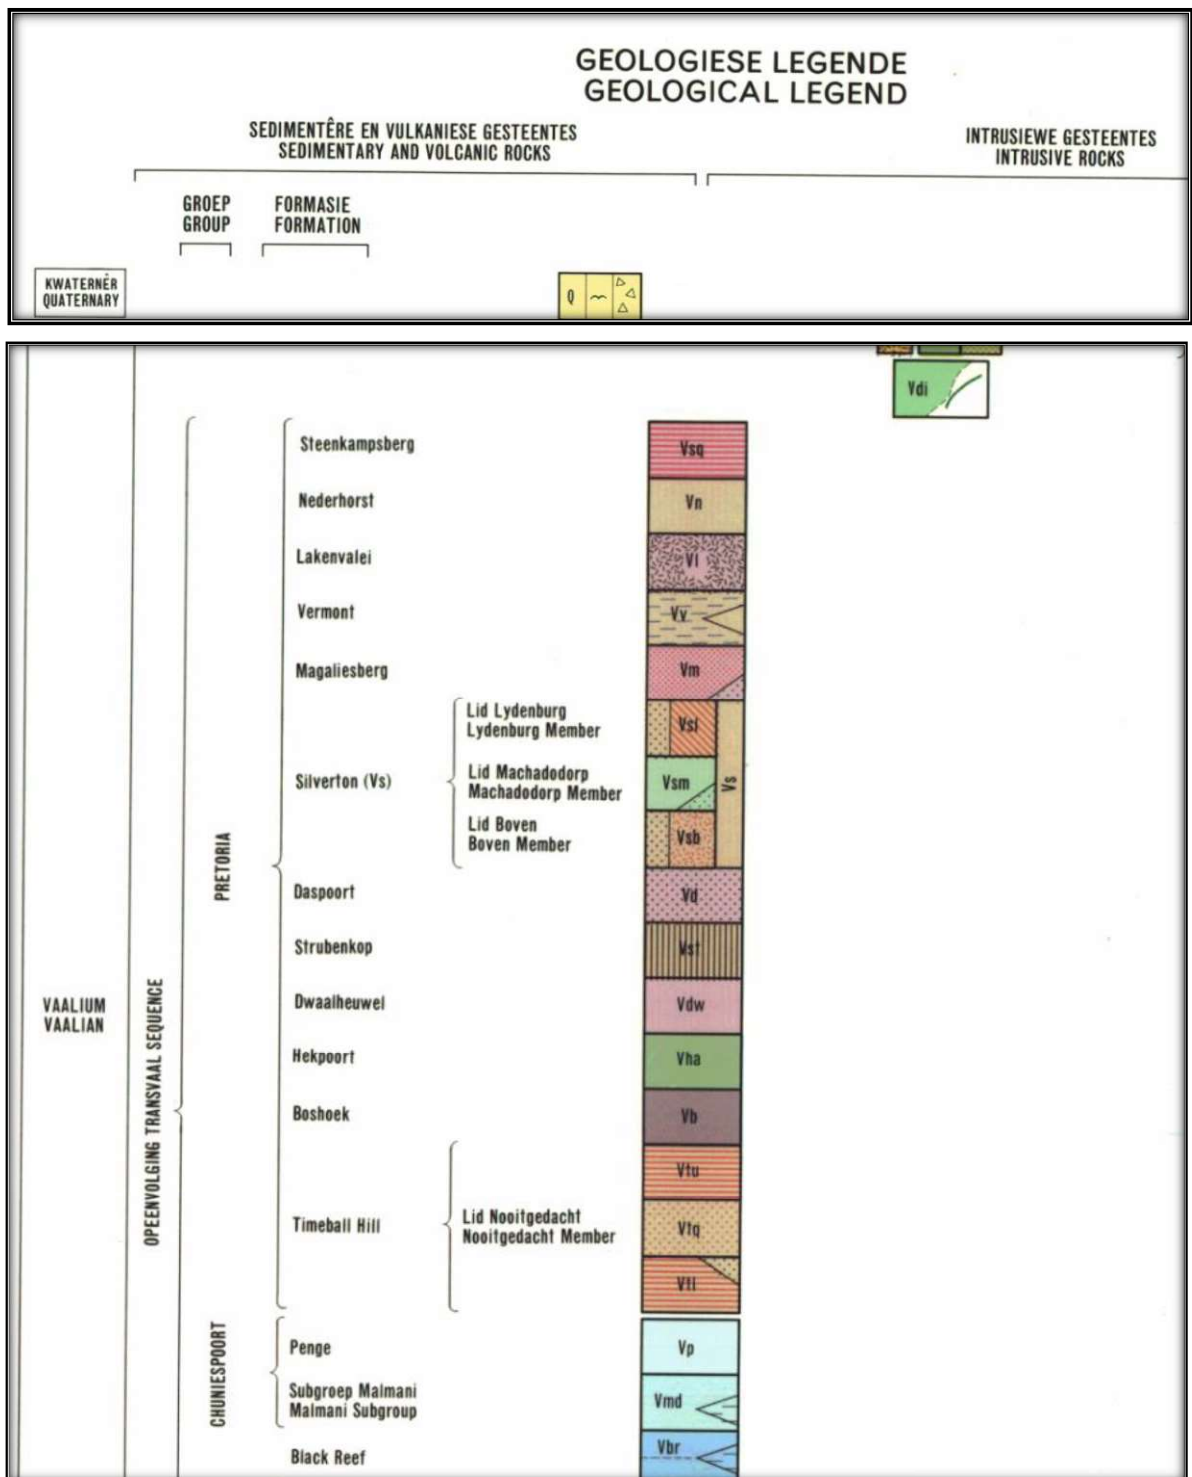 GEOLOGIESE LEGENDE
GEOLOGICAL LEGEND
SEDIMENTÊRE EN VULKANIESE GESTEENTES
SEDIMENTARY AND VOLCANIC ROCKS
INTRUSIEWE GESTEENTES
INTRUSIVE ROCKS
GROEP
GROUP
FORMASIE
FORMATION
KWATERNÊR
QUATERNARY
Q
Vdi
VAALIUM
VAALIAN
OPEENVOLGING TRANSVAAL SEQUENCE
PRETORIA
Steenkampsberg
Vsq
Nederhorst
Vn
Lakenvalei
Vl
Vermont
Vv
Magaliesberg
Vm
Silverton (Vs)
Lid Lydenburg
Lydenburg Member
Vsl
Lid Machadodorp
Machadodorp Member
Vsm
Vs
Lid Boven
Boven Member
Vsb
Daspoort
Vd
Strubenkop
Vst
Dwaalheuwel
Vdw
Hekpoort
Vha
Boshoek
Vb
Timeball Hill
Vtu
Lid Nooitgedacht
Nooitgedacht Member
Vtq
Vtl
CHUNIESPOORT
Penge
Vp
Subgroep Malmani
Malmani Subgroup
Vmd
Black Reef
Vbr